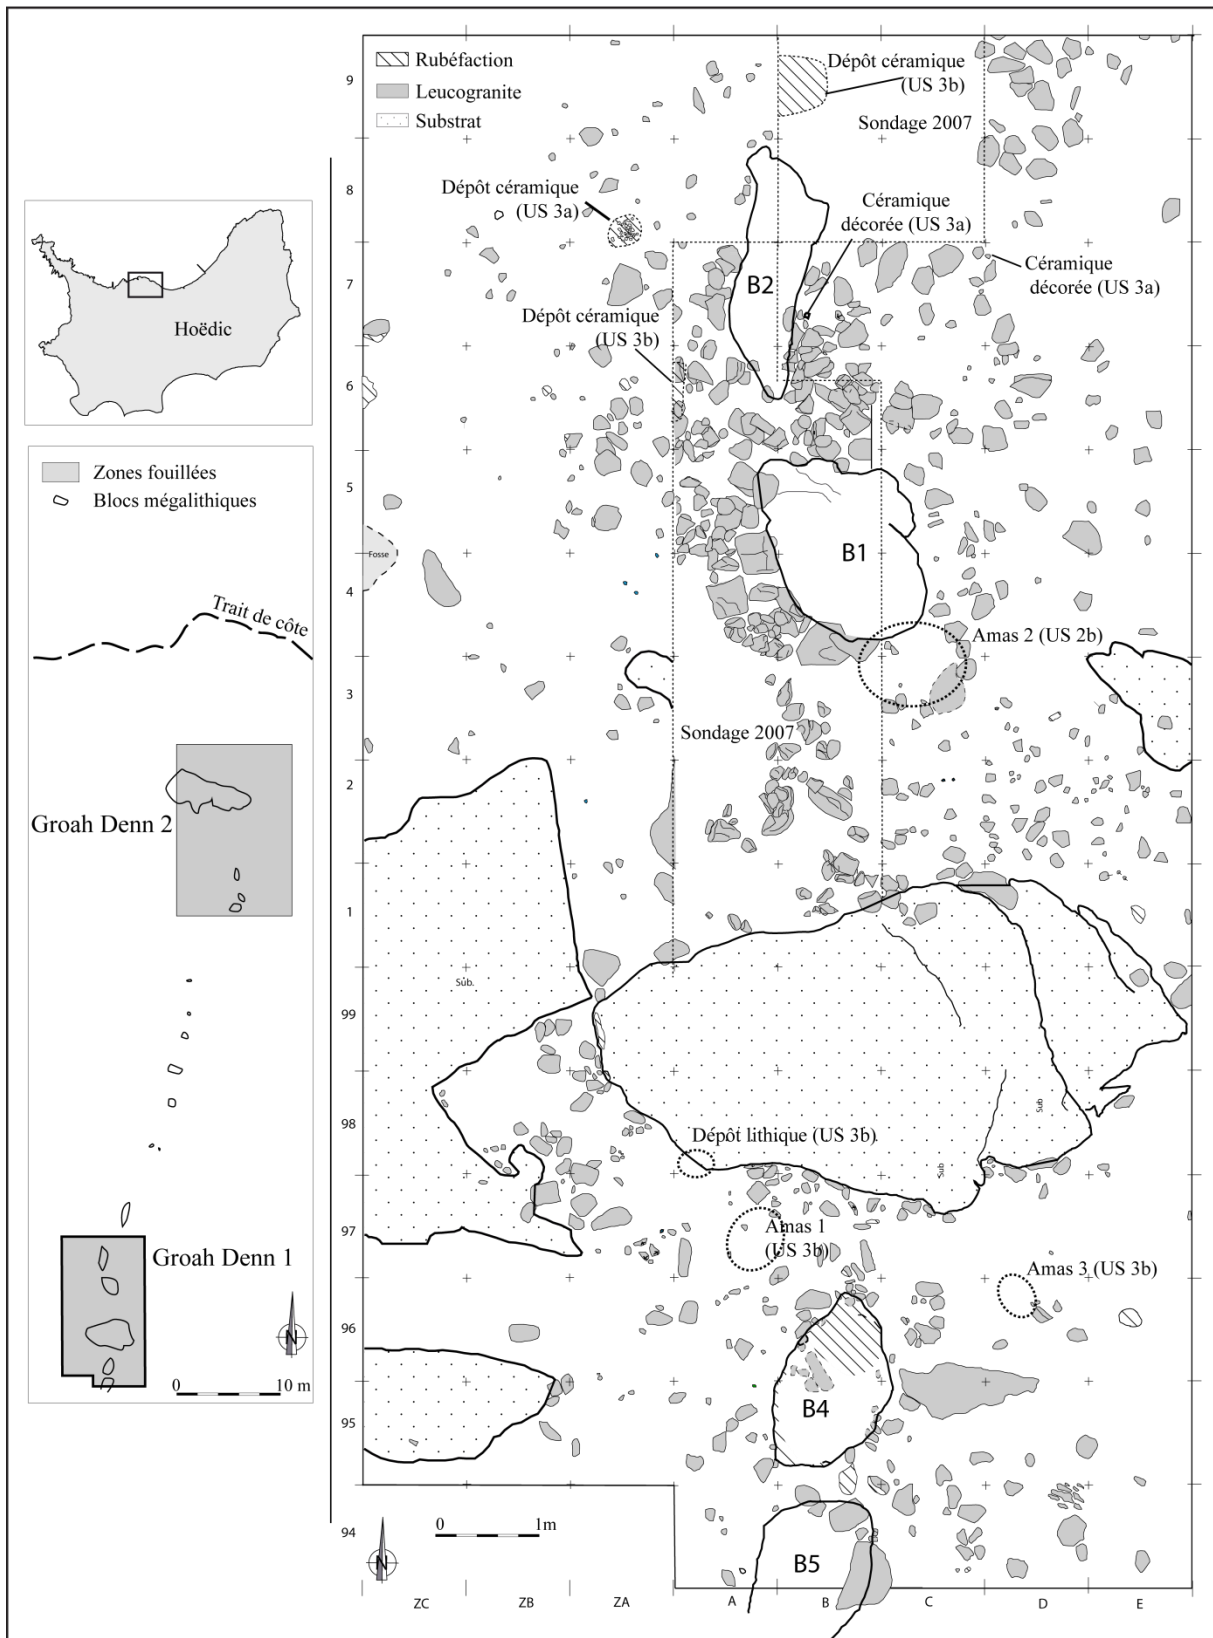 Hoëdic
Zones fouillées
Blocs mégalithiques
Trait de côte
Groah Denn 2
Groah Denn 1
N
0 10 m
Rubéfaction
Leucogranite
Substrat
Dépôt céramique
(US 3b)
Sondage 2007
Dépôt céramique
(US 3a)
Céramique
décorée (US 3a)
Céramique
décorée (US 3a)
B2
Dépôt céramique
(US 3b)
B1
Fosse
Amas 2 (US 2b)
Sondage 2007
Sub.
Sub
Sub
Dépôt lithique (US 3b)
Amas 1
(US 3b)
Amas 3 (US 3b)
B4
B5
N
0 1m
9
8
7
6
5
4
3
2
1
99
98
97
96
95
94
ZC ZB ZA A B C D E